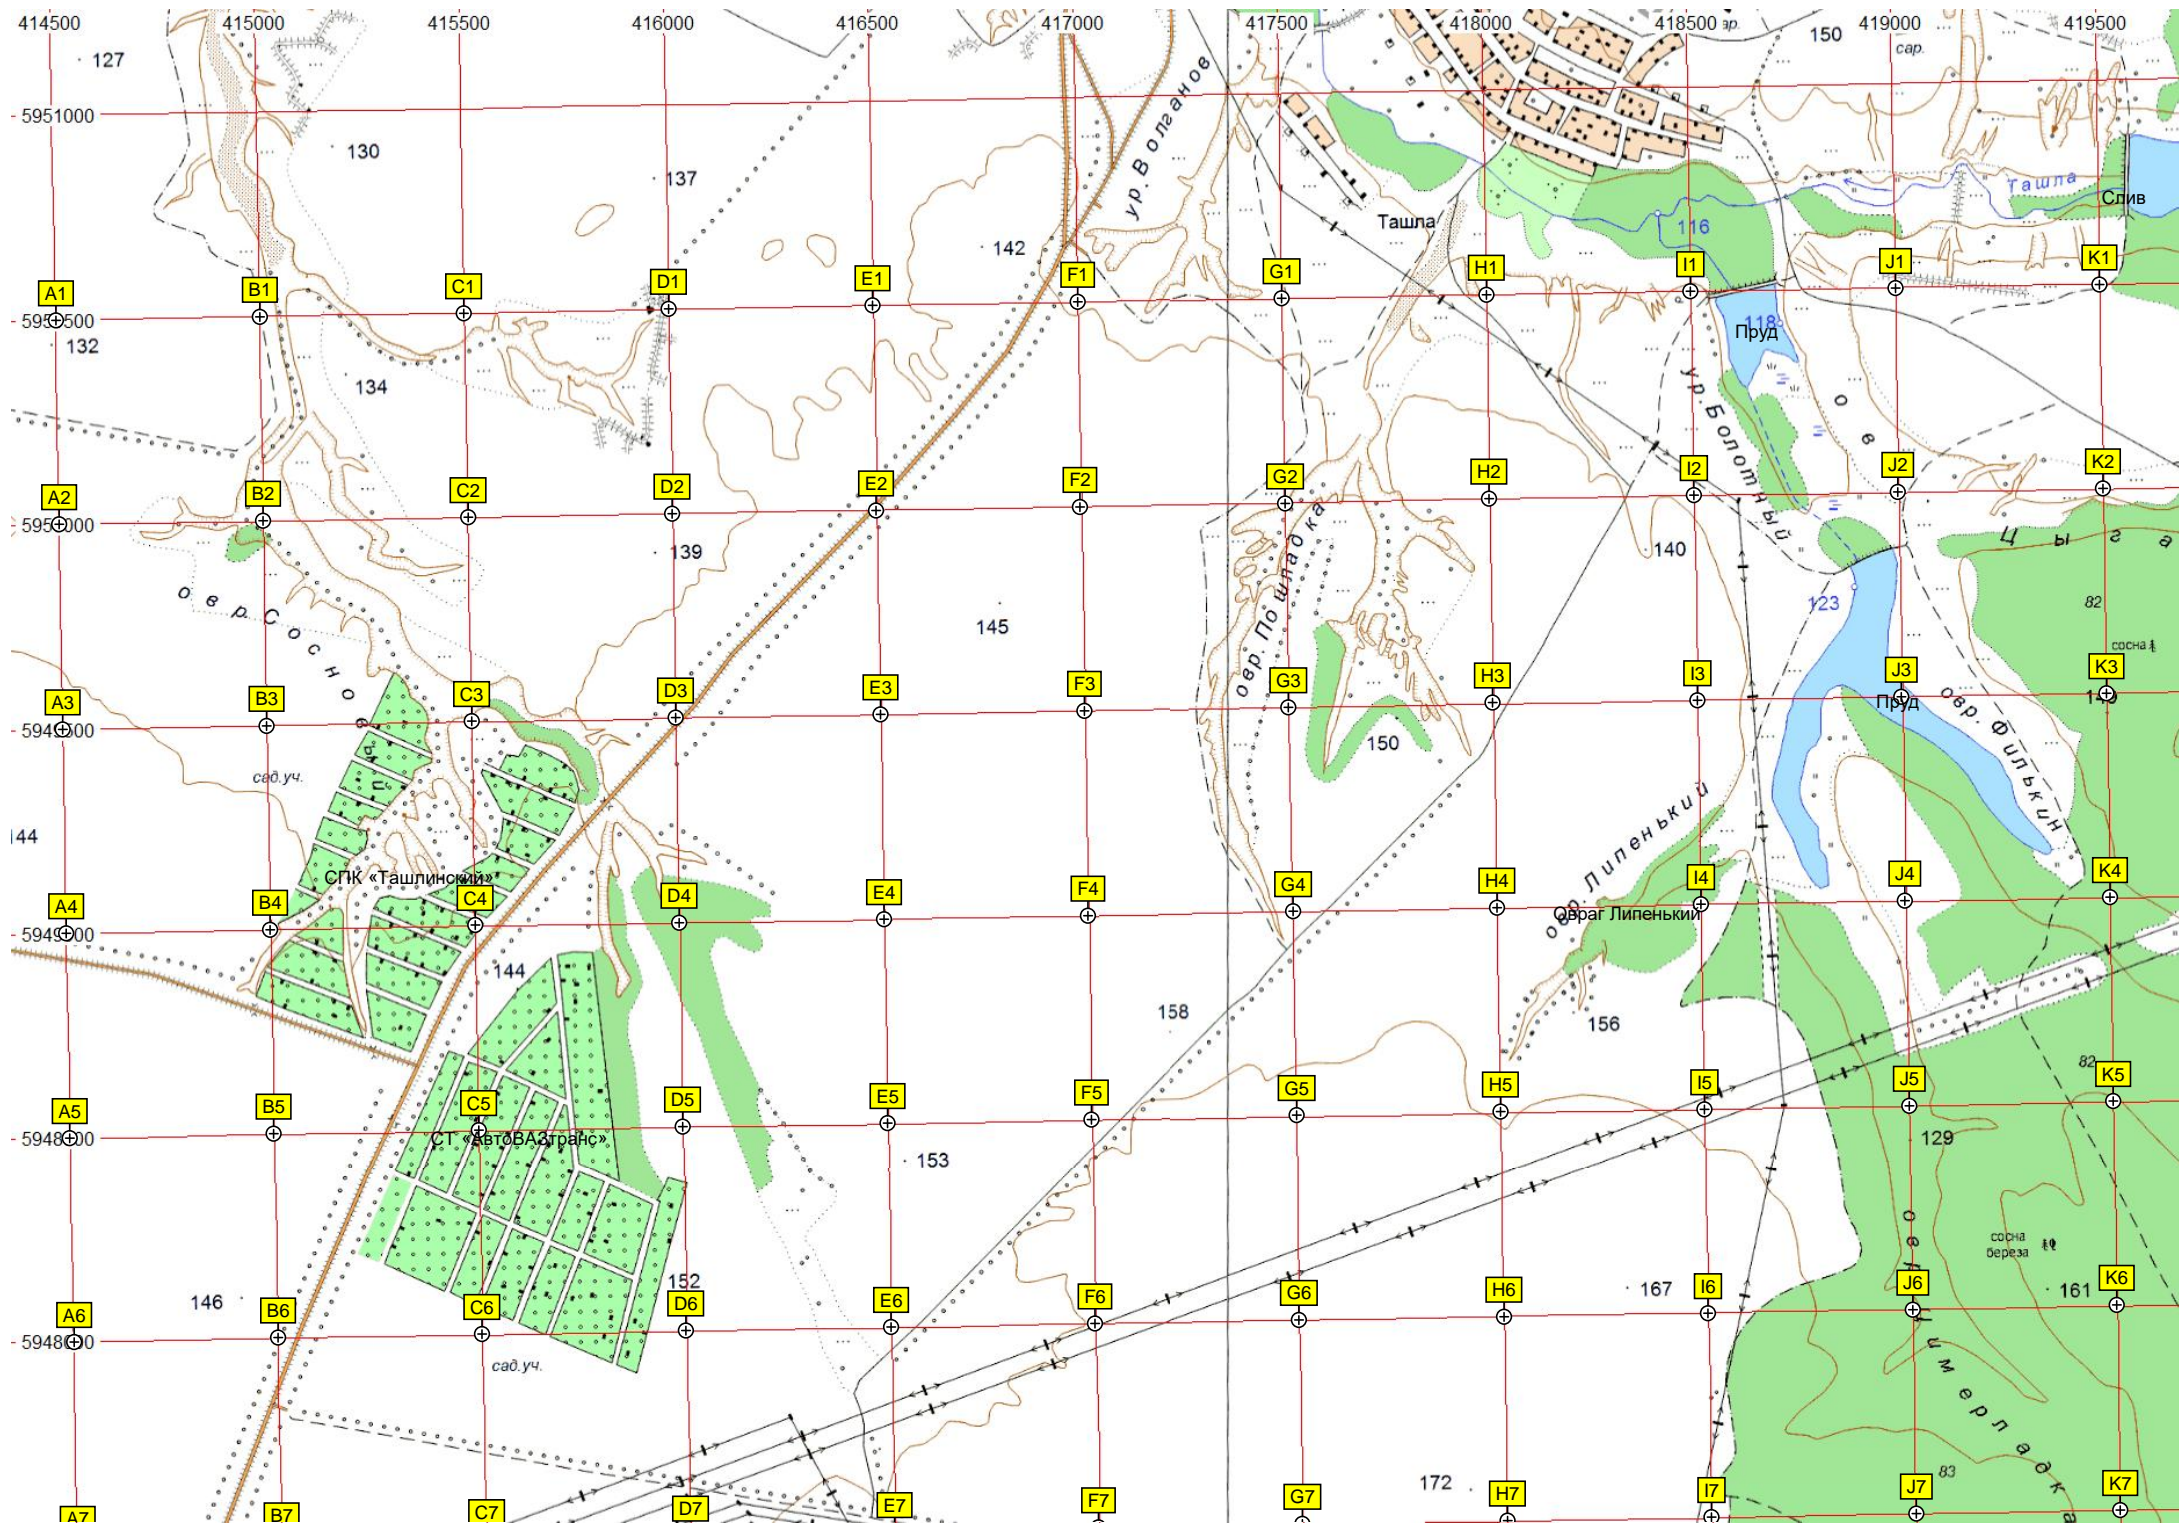 414500 415000 415500 416000 416500 417000 417500 418000 418500 419000 419500
127
150
сар.
5951000
130
137
ур. Волганов
Ташла
Слив
Ташла
116
142
A1 B1 C1 D1 E1 F1 G1 H1 I1 J1 K1
132
134
118
Пруд
ур. Болотный
A2 B2 C2 D2 E2 F2 G2 H2 I2 J2 K2
139
140
Цыга
овр. Сосновый
145
овр. Пошладка
123
82
сосна
A3 B3 C3 D3 E3 F3 G3 H3 I3 J3 K3
Пруд
овр. Филькин
150
сад.уч.
144
СПК «Ташлинский»
ор. Липенький
A4 B4 C4 D4 E4 F4 G4 H4 I4 J4 K4
Овраг Липенький
144
158
156
82
A5 B5 C5 D5 E5 F5 G5 H5 I5 J5 K5
СТ «АвтоВАЗтранс»
129
153
сосна
береза
152
146
167
161
A6 B6 C6 D6 E6 F6 G6 H6 I6 J6 K6
сад.уч.
172
83
A7 B7 C7 D7 E7 F7 G7 H7 I7 J7 K7